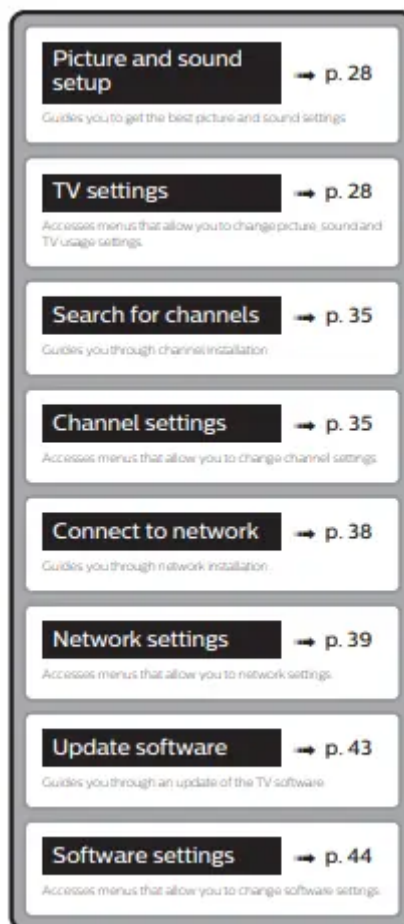 Picture and sound
setup
➟ p. 28
Guides you to get the best picture and sound settings
TV settings
➟ p. 28
Accesses menus that allow you to change picture, sound and
TV usage settings.
Search for channels
➟ p. 35
Guides you through channel installation
Channel settings
➟ p. 35
Accesses menus that allow you to change channel settings
Connect to network
➟ p. 38
Guides you through network installation
Network settings
➟ p. 39
Accesses menus that allow you to network settings.
Update software
➟ p. 43
Guides you through an update of the TV software
Software settings
➟ p. 44
Accesses menus that allow you to change software settings.